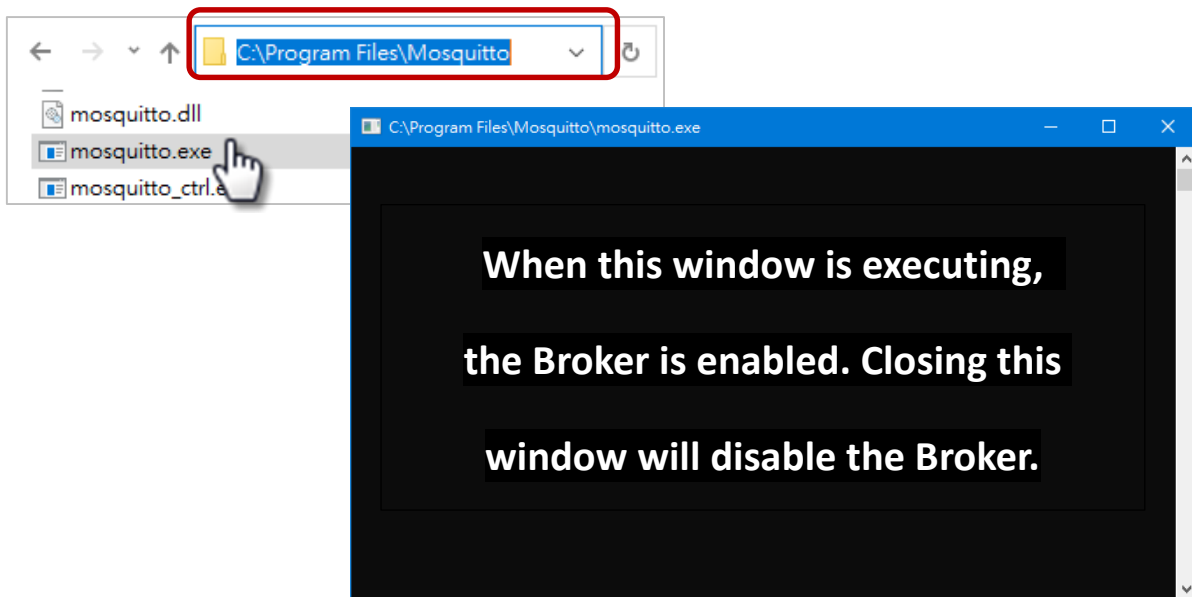 C:\Program Files\Mosquitto
mosquitto.dll
mosquitto.exe
mosquitto_ctrl.e
C:\Program Files\Mosquitto\mosquitto.exe
When this window is executing,
the Broker is enabled. Closing this
window will disable the Broker.